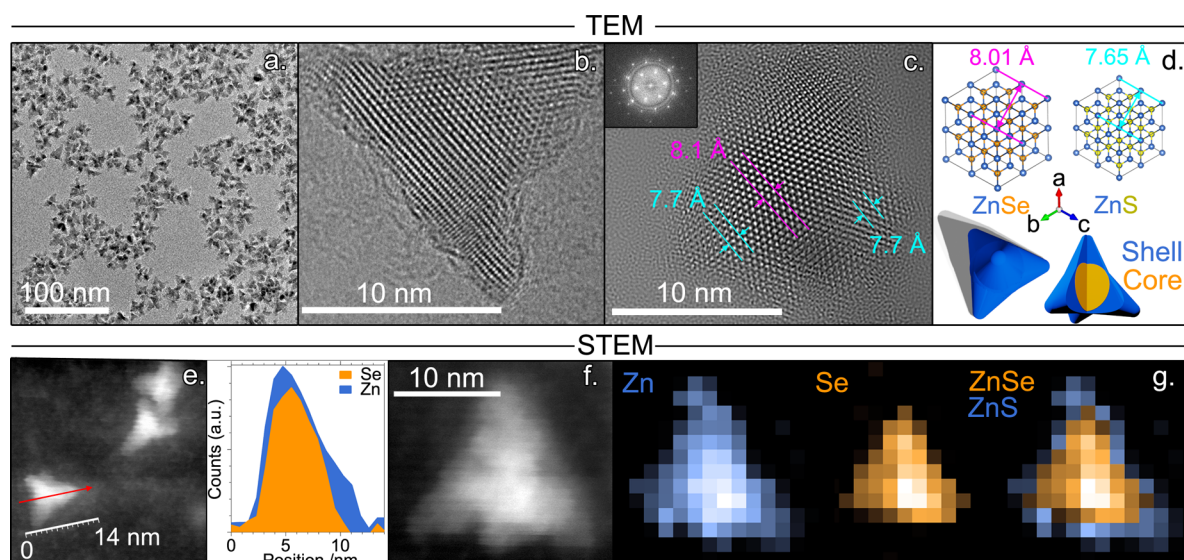 TEM
a.
100 nm
b.
10 nm
c.
8.1 Å
7.7 Å
7.7 Å
10 nm
d.
8.01 Å
7.65 Å
ZnSe
ZnS
a
b
c
Shell
Core
STEM
e.
0
14 nm
Counts (a.u.)
Se
Zn
0
5
10
Position /nm
f.
10 nm
Zn
Se
ZnSe
ZnS
g.